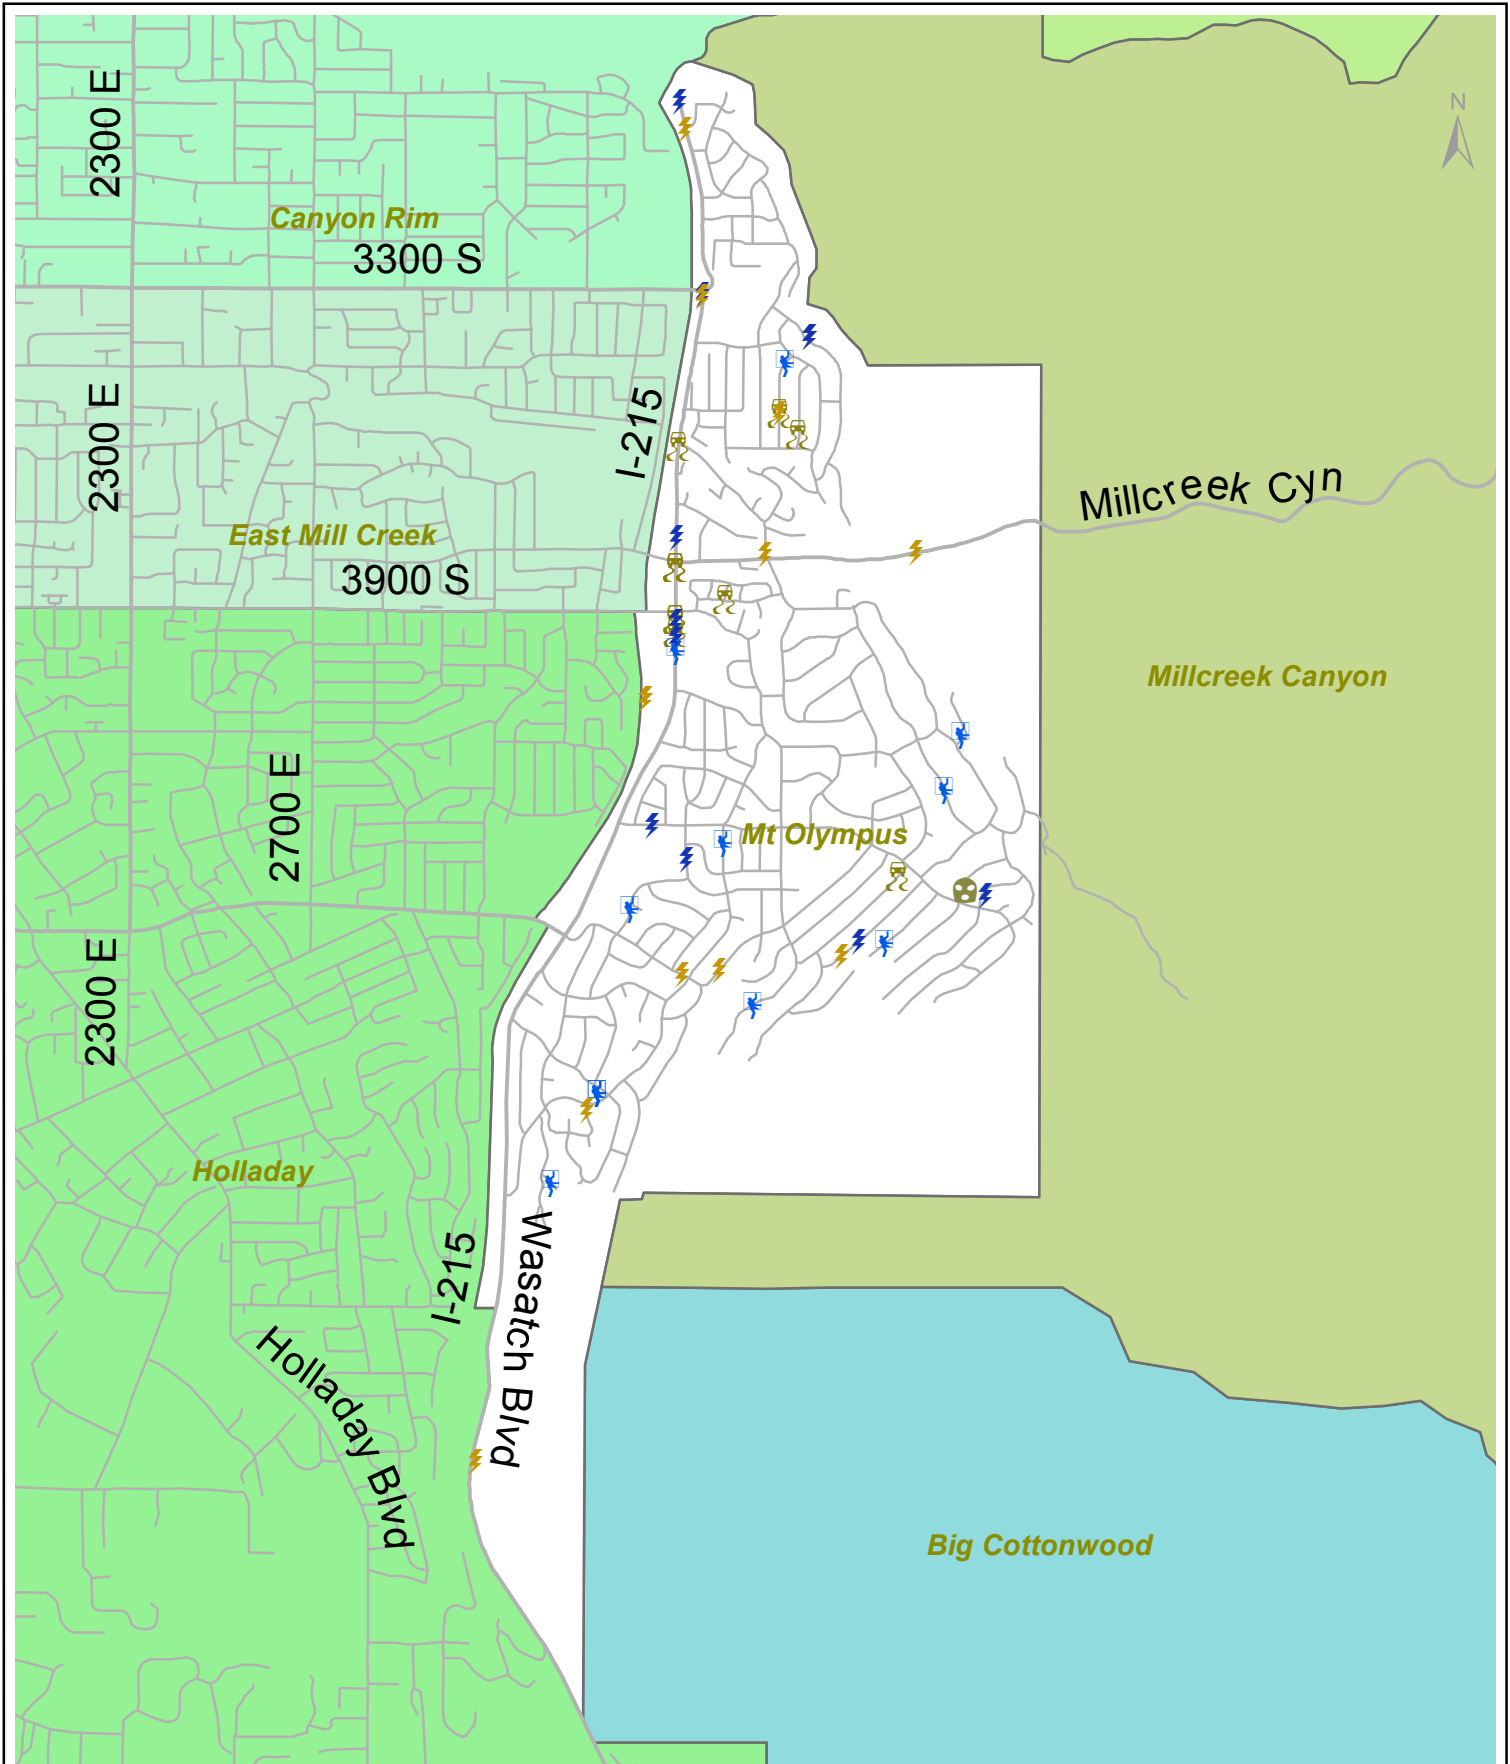 2300 E
N
Canyon Rim
3300 S
I-215
2300 E
Millcreek Cyn
East Mill Creek
3900 S
Millcreek Canyon
2700 E
Mt Olympus
2300 E
Holladay
I-215
Wasatch Blvd
Holladay Blvd
Big Cottonwood